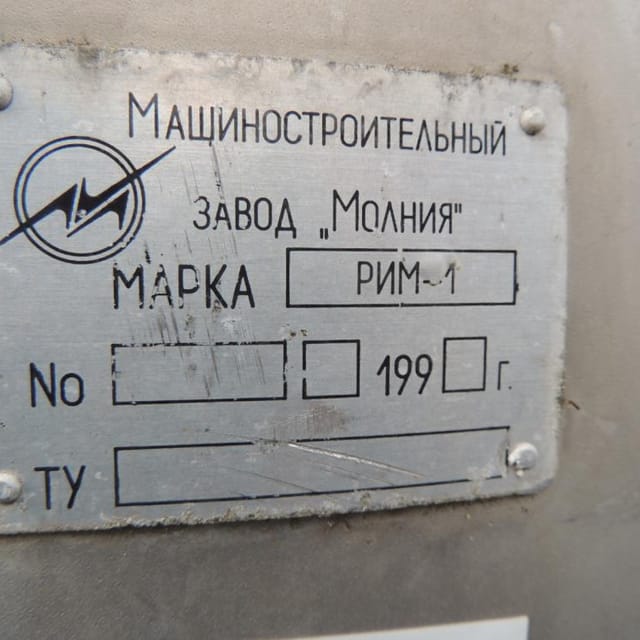 Машиностроительный
завод „Молния"
Марка РИМ-1
No 199 г.
ТУ